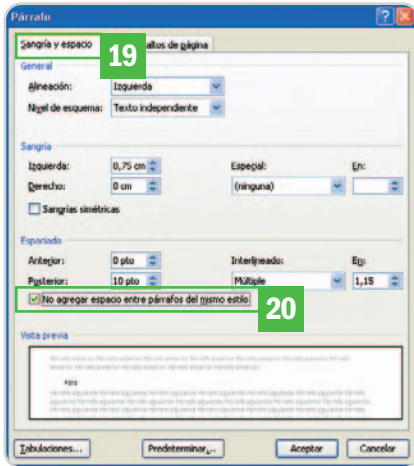 Párrafo
Sangría y espacio 19 altos de página
General
Alineación: Izquierda
Nivel de esquema: Texto independiente
Sangría
Izquierda: 0,75 cm Especial: En:
Derecho: 0 cm (ninguna)
Sangrías simétricas
Espaciado
Anterior: 0 pto Interlineado: En:
Posterior: 10 pto Múltiple 1,15
No agregar espacio entre párrafos del mismo estilo 20
Vista previa
Tabulaciones... Predeterminar... Aceptar Cancelar